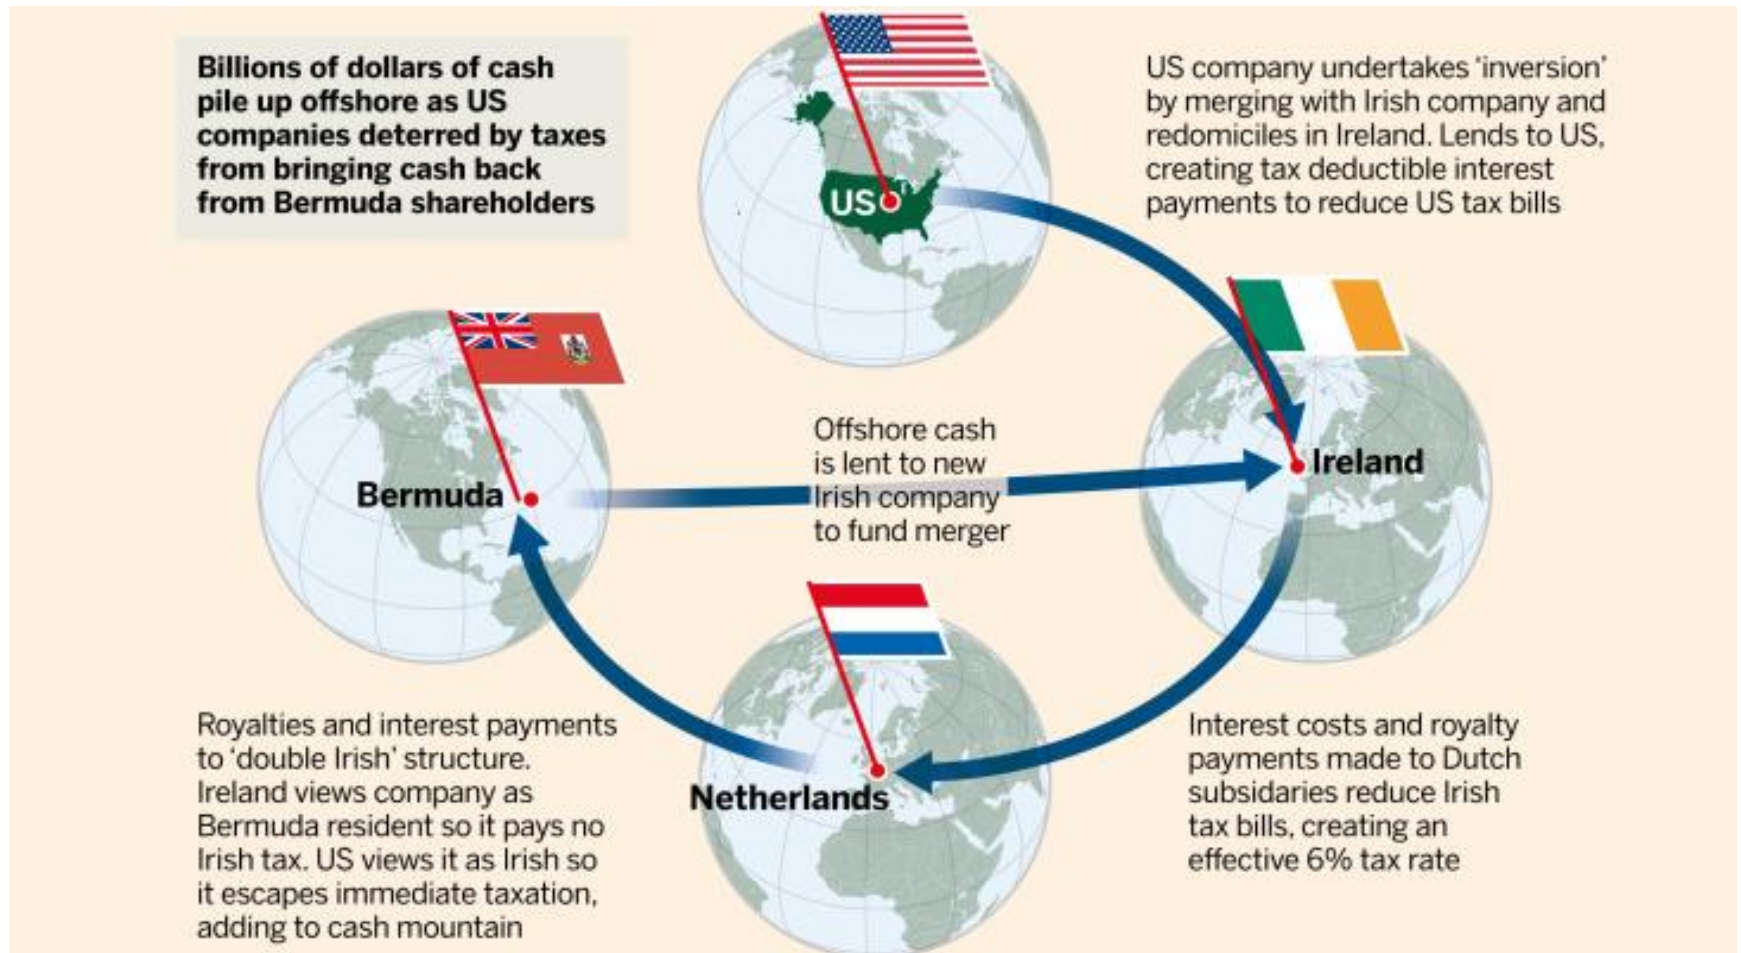 Billions of dollars of cash
pile up offshore as US
companies deterred by taxes
from bringing cash back
from Bermuda shareholders
US company undertakes ‘inversion’
by merging with Irish company and
redomiciles in Ireland. Lends to US,
creating tax deductible interest
payments to reduce US tax bills
US
Bermuda
Offshore cash
is lent to new
Irish company
to fund merger
Ireland
Netherlands
Royalties and interest payments
to ‘double Irish’ structure.
Ireland views company as
Bermuda resident so it pays no
Irish tax. US views it as Irish so
it escapes immediate taxation,
adding to cash mountain
Interest costs and royalty
payments made to Dutch
subsidaries reduce Irish
tax bills, creating an
effective 6% tax rate